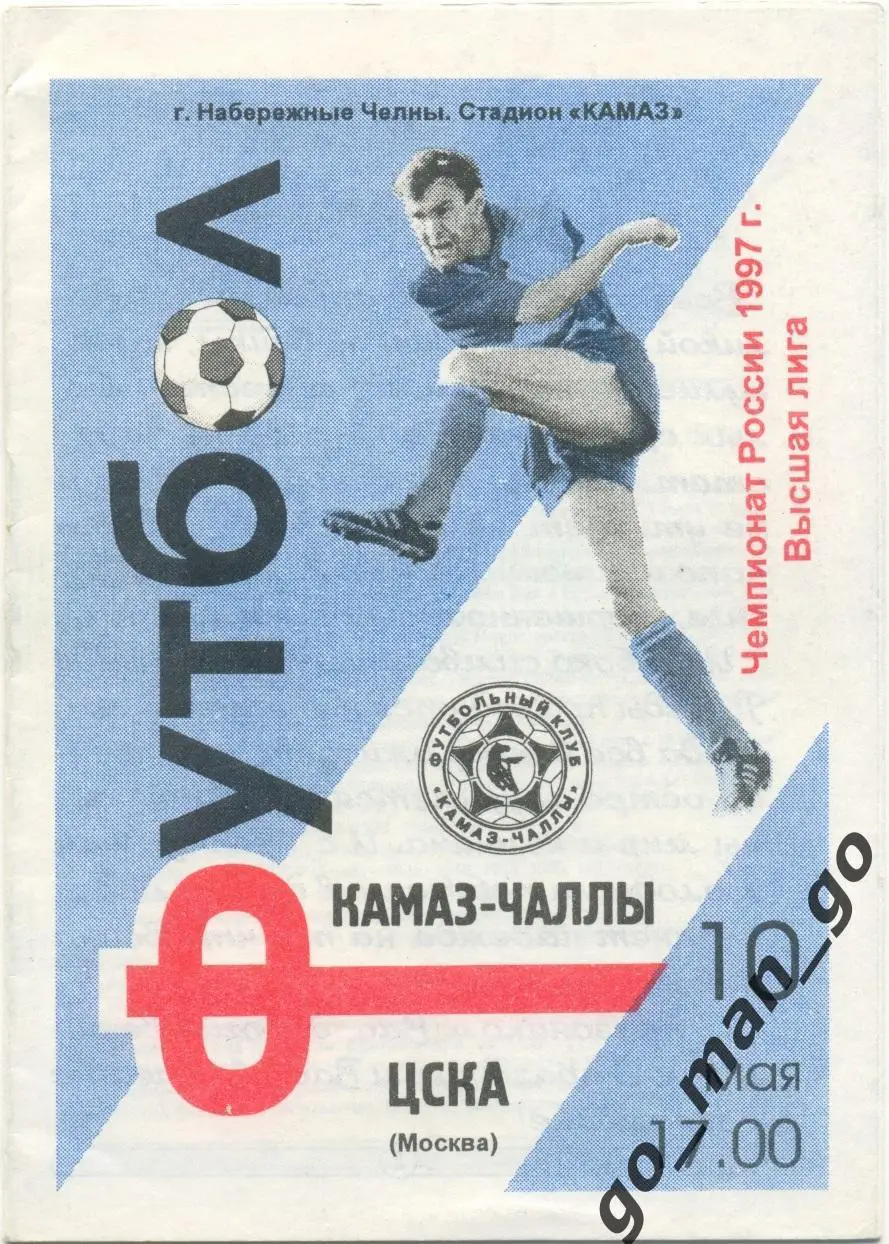 г. Набережные Челны. Стадион «КАМАЗ»
ФУТБОЛ
Чемпионат России 1997 г.
Высшая лига
ФУТБОЛЬНЫЙ КЛУБ
«КАМАЗ-ЧАЛЛЫ»
КАМАЗ-ЧАЛЛЫ
ЦСКА
(Москва)
10
мая
17.00
go_man_go